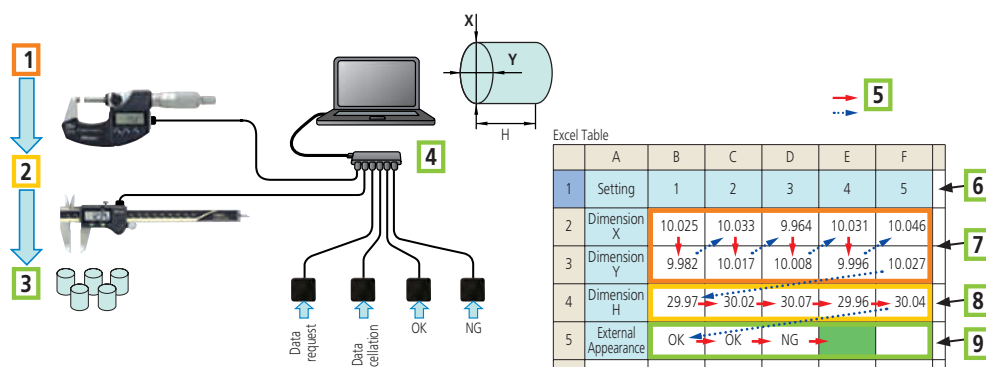 1
2
3
4
X
Y
H
Data request
Data cellation
OK
NG
5
Excel Table
A B C D E F
1 Setting 1 2 3 4 5
2 Dimension X 10.025 10.033 9.964 10.031 10.046
3 Dimension Y 9.982 10.017 10.008 9.996 10.027
4 Dimension H 29.97 30.02 30.07 29.96 30.04
5 External Appearance OK OK NG
6
7
8
9